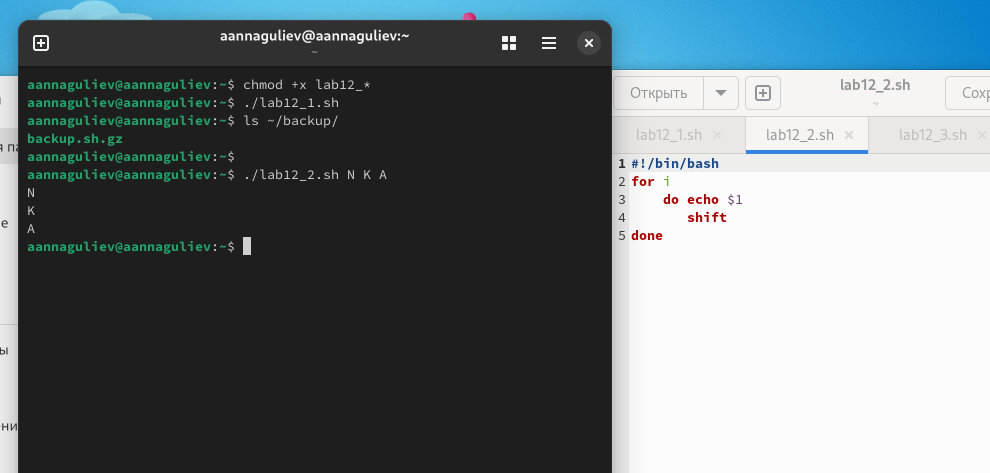 aannaguliev@aannaguliev:~
~
aannaguliev@aannaguliev:~$ chmod +x lab12_*
aannaguliev@aannaguliev:~$ ./lab12_1.sh
aannaguliev@aannaguliev:~$ ls ~/backup/
backup.sh.gz
aannaguliev@aannaguliev:~$
aannaguliev@aannaguliev:~$ ./lab12_2.sh N K A
N
K
A
aannaguliev@aannaguliev:~$
Открыть
lab12_2.sh
~
Сохр
lab12_1.sh
lab12_2.sh
lab12_3.sh
1 #!/bin/bash
2 for i
3     do echo $1
4        shift
5 done